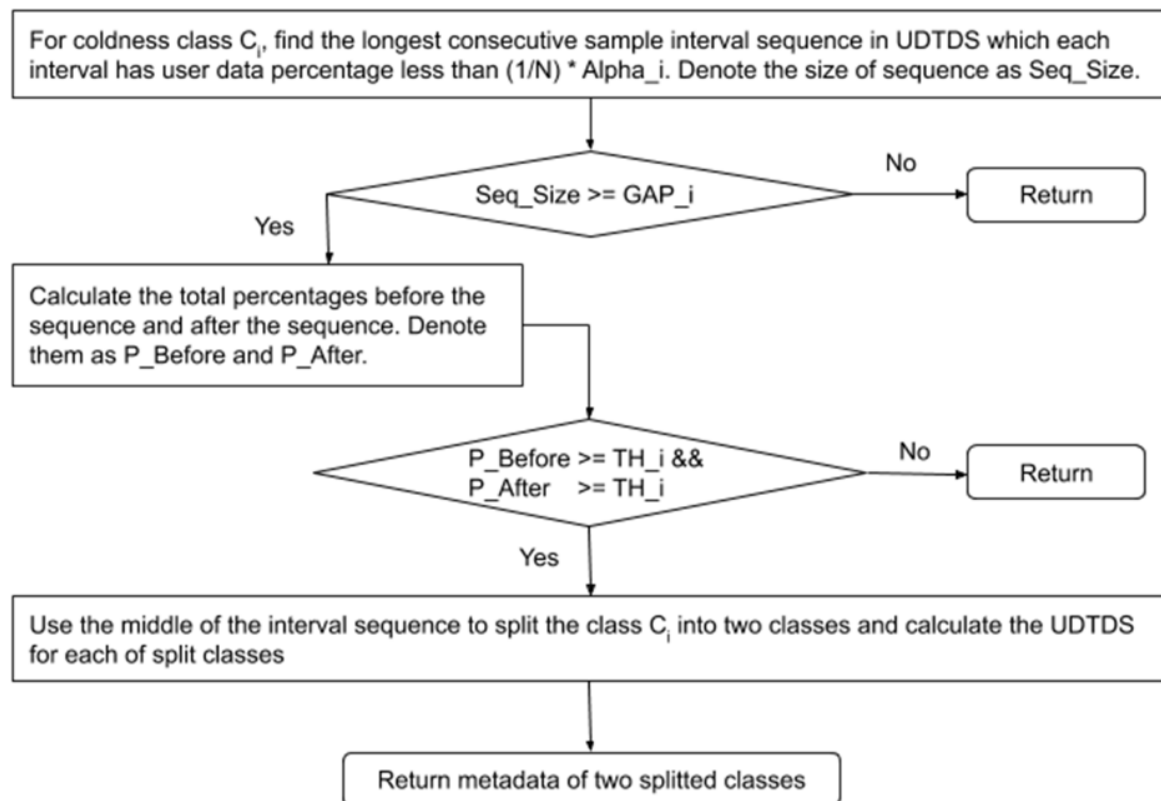 For coldness class Ci, find the longest consecutive sample interval sequence in UDTDS which each
interval has user data percentage less than (1/N) * Alpha_i. Denote the size of sequence as Seq_Size.
No
Seq_Size >= GAP_i
Return
Yes
Calculate the total percentages before the
sequence and after the sequence. Denote
them as P_Before and P_After.
P_Before >= TH_i &&
P_After >= TH_i
No
Return
Yes
Use the middle of the interval sequence to split the class Ci into two classes and calculate the UDTDS
for each of split classes
Return metadata of two splitted classes